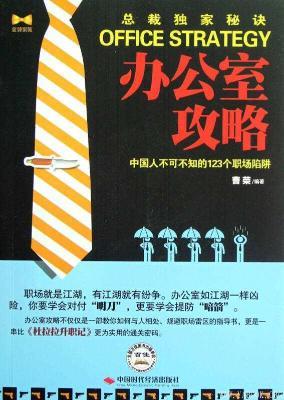 金领袖阅
总裁独家秘诀
OFFICE STRATEGY
办公室
攻略
中国人不可不知的123个职场陷阱
曹荣/编著
职场就是江湖，有江湖就有纷争。办公室如江湖一样凶
险，你要学会对付“明刀”，更要学会提防“暗箭”。
办公室攻略不仅仅是一部教你如何与人相处、规避职场雷区的指导书，更是一
串比《杜拉拉升职记》更为实用的通关密码。
中国时代经济出版社